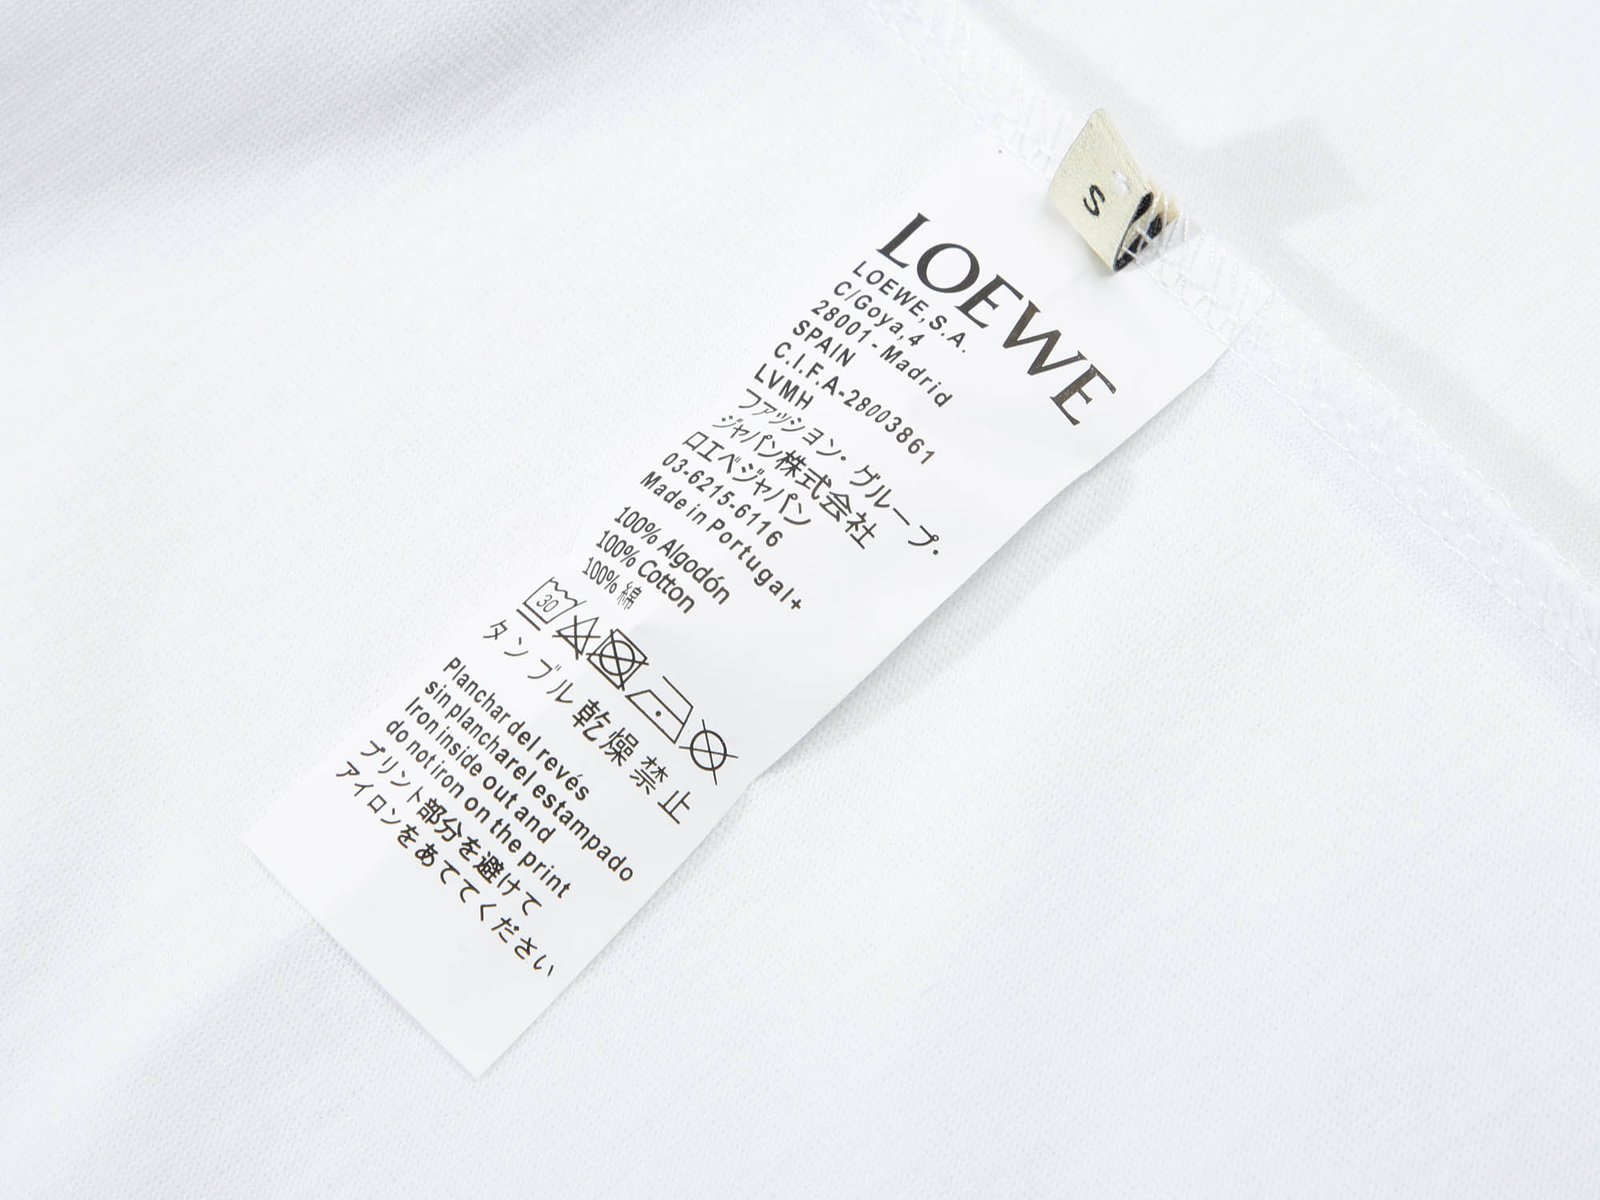 S
LOEWE
LOEWE,S.A.
C/Goya,4
28001-Madrid
SPAIN
C.I.F.A-28003861
LVMH
ファッション・グループ・
ジャパン株式会社
ロエベジャパン
03-6215-6116
Made in Portugal+
100% Algodón
100% Cotton
100% 綿
30
タンブル乾燥禁止
Planchar del revés
sin plancharel estampado
Iron inside out and
do not iron on the print
プリント部分を避けて
アイロンをあててください